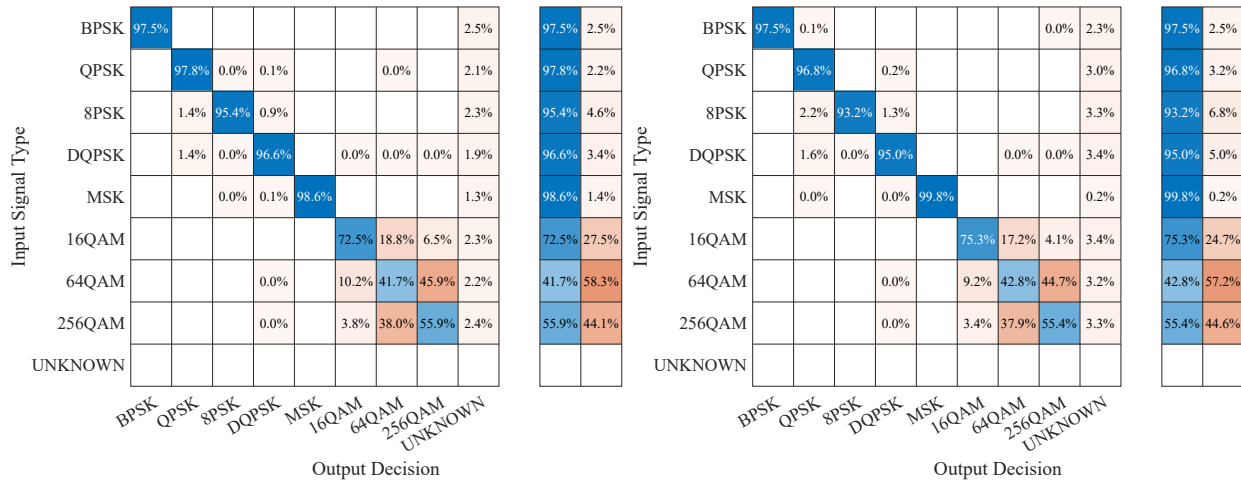 BPSK 97.5% 2.5% 97.5% 2.5%
QPSK 97.8% 0.0% 0.1% 0.0% 2.1% 97.8% 2.2%
8PSK 1.4% 95.4% 0.9% 2.3% 95.4% 4.6%
DQPSK 1.4% 0.0% 96.6% 0.0% 0.0% 0.0% 1.9% 96.6% 3.4%
MSK 0.0% 0.1% 98.6% 1.3% 98.6% 1.4%
16QAM 72.5% 18.8% 6.5% 2.3% 72.5% 27.5%
64QAM 0.0% 10.2% 41.7% 45.9% 2.2% 41.7% 58.3%
256QAM 0.0% 3.8% 38.0% 55.9% 2.4% 55.9% 44.1%
UNKNOWN
Input Signal Type
BPSK QPSK 8PSK DQPSK MSK 16QAM 64QAM 256QAM UNKNOWN
Output Decision
BPSK 97.5% 0.1% 0.0% 2.3% 97.5% 2.5%
QPSK 96.8% 0.2% 3.0% 96.8% 3.2%
8PSK 2.2% 93.2% 1.3% 3.3% 93.2% 6.8%
DQPSK 1.6% 0.0% 95.0% 0.0% 0.0% 3.4% 95.0% 5.0%
MSK 0.0% 0.0% 99.8% 0.2% 99.8% 0.2%
16QAM 75.3% 17.2% 4.1% 3.4% 75.3% 24.7%
64QAM 0.0% 9.2% 42.8% 44.7% 3.2% 42.8% 57.2%
256QAM 0.0% 3.4% 37.9% 55.4% 3.3% 55.4% 44.6%
UNKNOWN
Input Signal Type
BPSK QPSK 8PSK DQPSK MSK 16QAM 64QAM 256QAM UNKNOWN
Output Decision